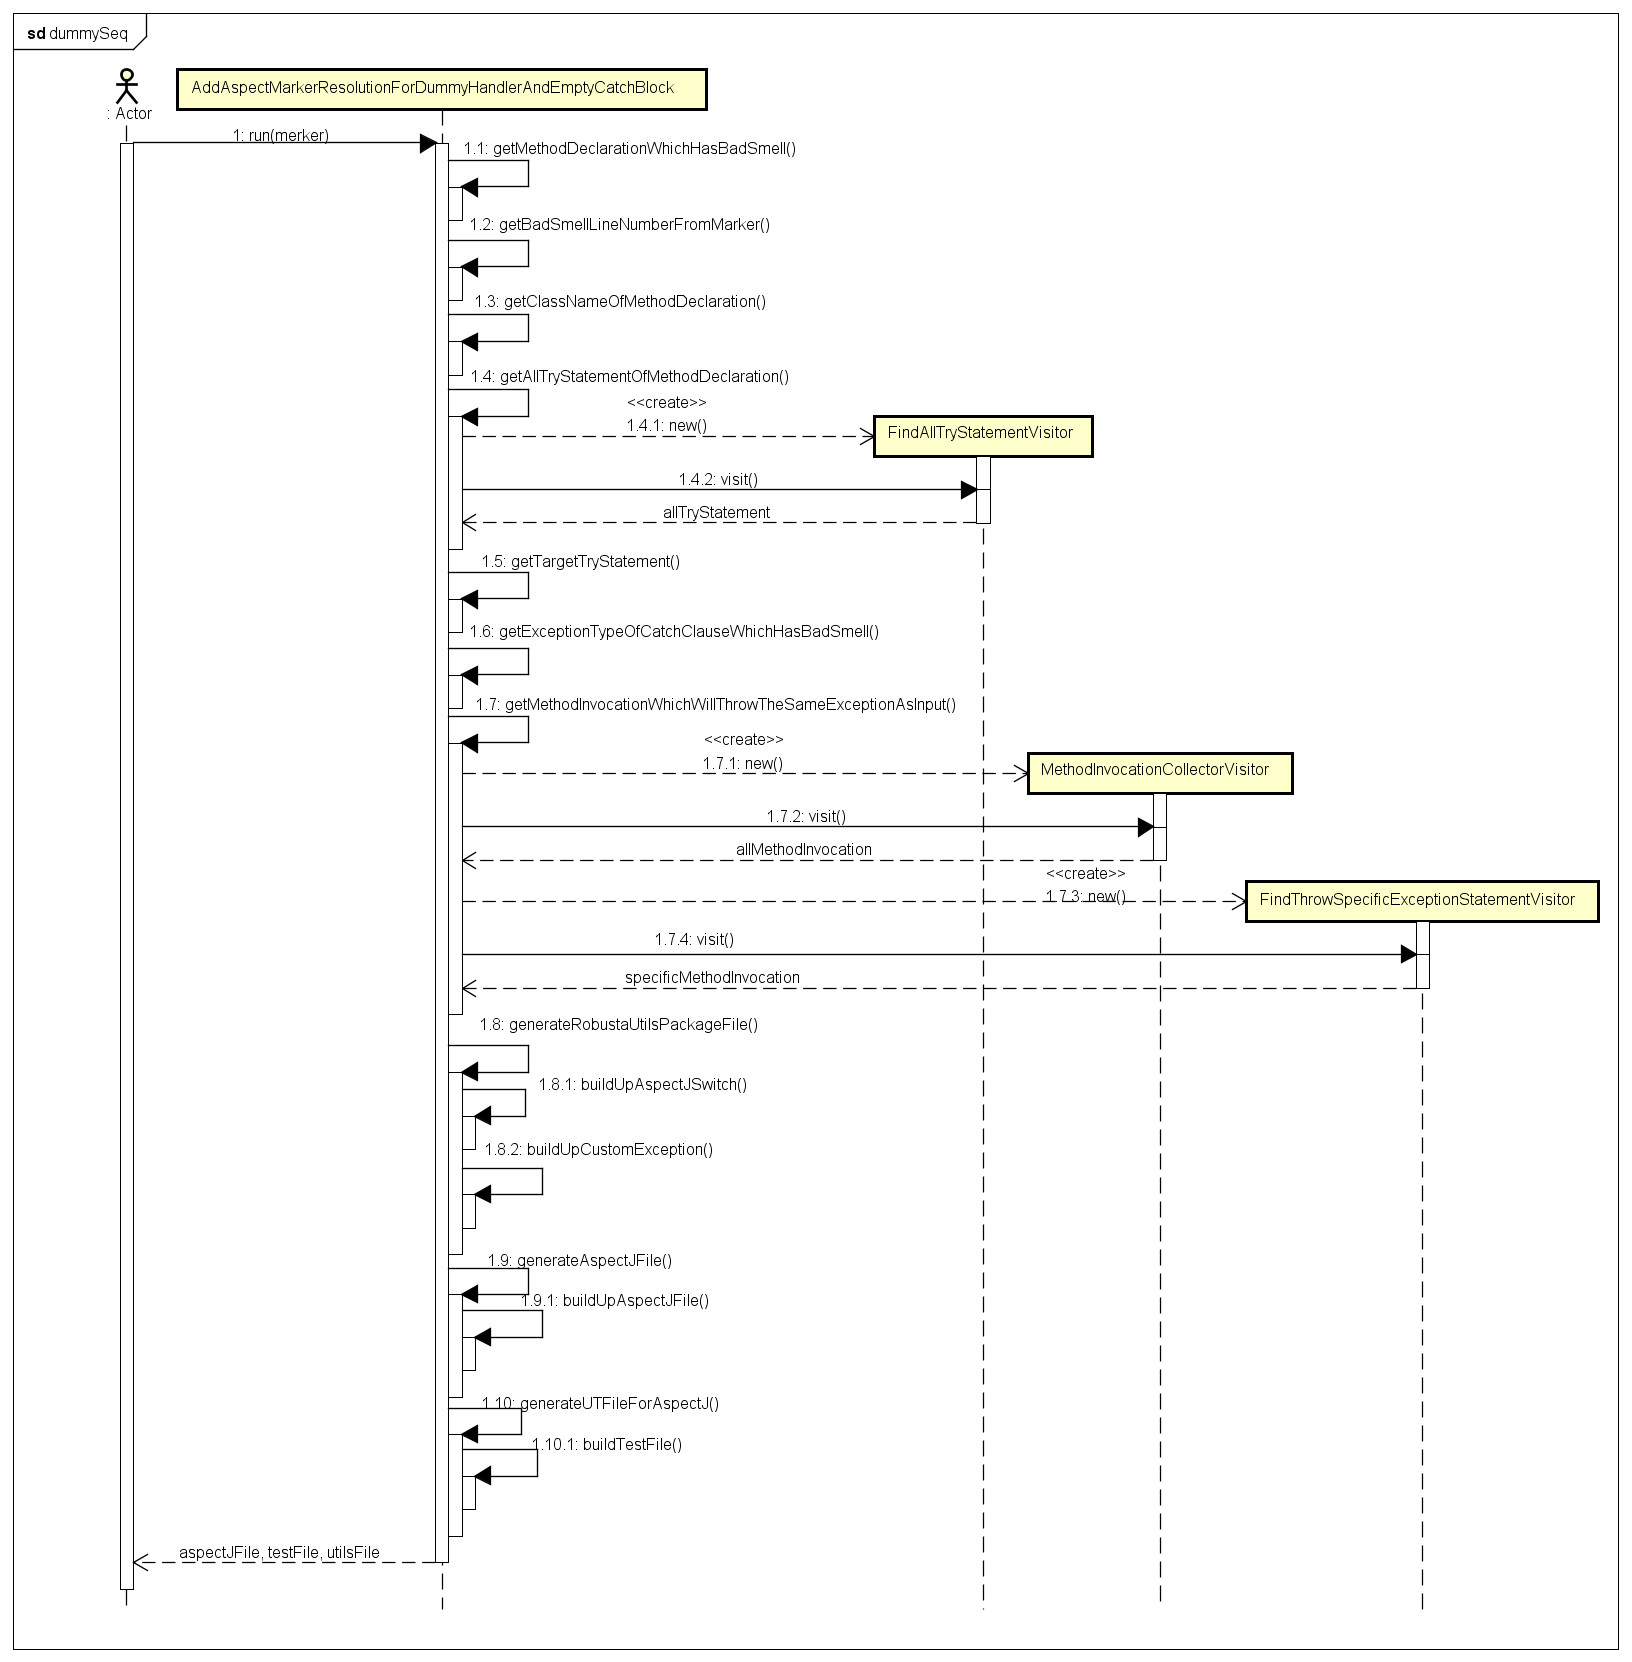 sd dummySeq
: Actor
AddAspectMarkerResolutionForDummyHandlerAndEmptyCatchBlock
1: run(merker)
1.1: getMethodDeclarationWhichHasBadSmell()
1.2: getBadSmellLineNumberFromMarker()
1.3: getClassNameOfMethodDeclaration()
1.4: getAllTryStatementOfMethodDeclaration()
<<create>>
1.4.1: new()
FindAllTryStatementVisitor
1.4.2: visit()
allTryStatement
1.5: getTargetTryStatement()
1.6: getExceptionTypeOfCatchClauseWhichHasBadSmell()
1.7: getMethodInvocationWhichWillThrowTheSameExceptionAsInput()
<<create>>
1.7.1: new()
MethodInvocationCollectorVisitor
1.7.2: visit()
allMethodInvocation
<<create>>
1.7.3: new()
FindThrowSpecificExceptionStatementVisitor
1.7.4: visit()
specificMethodInvocation
1.8: generateRobustaUtilsPackageFile()
1.8.1: buildUpAspectJSwitch()
1.8.2: buildUpCustomException()
1.9: generateAspectJFile()
1.9.1: buildUpAspectJFile()
1.10: generateUTFileForAspectJ()
1.10.1: buildTestFile()
aspectJFile, testFile, utilsFile